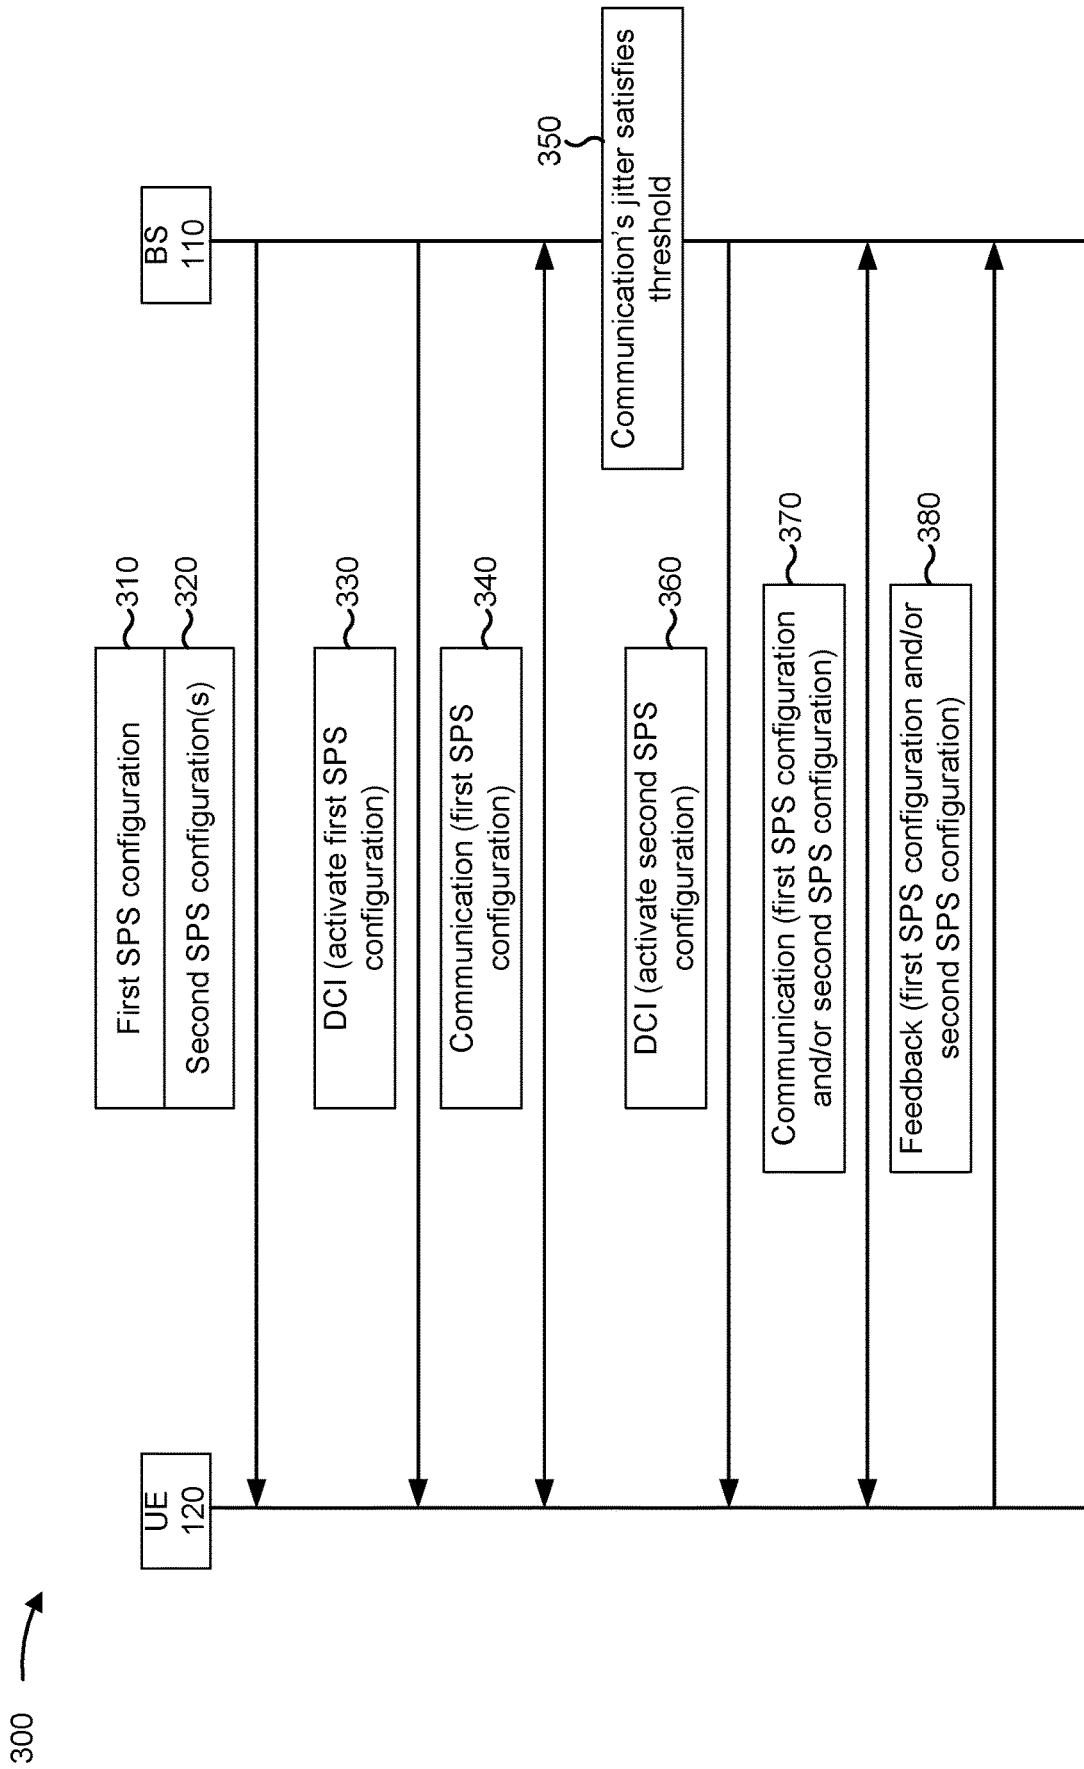 300
UE
120
BS
110
First SPS configuration
310
Second SPS configuration(s)
320
DCI (activate first SPS
configuration)
330
Communication (first SPS
configuration)
340
350
Communication's jitter satisfies
threshold
DCI (activate second SPS
configuration)
360
Communication (first SPS configuration
and/or second SPS configuration)
370
Feedback (first SPS configuration and/or
second SPS configuration)
380